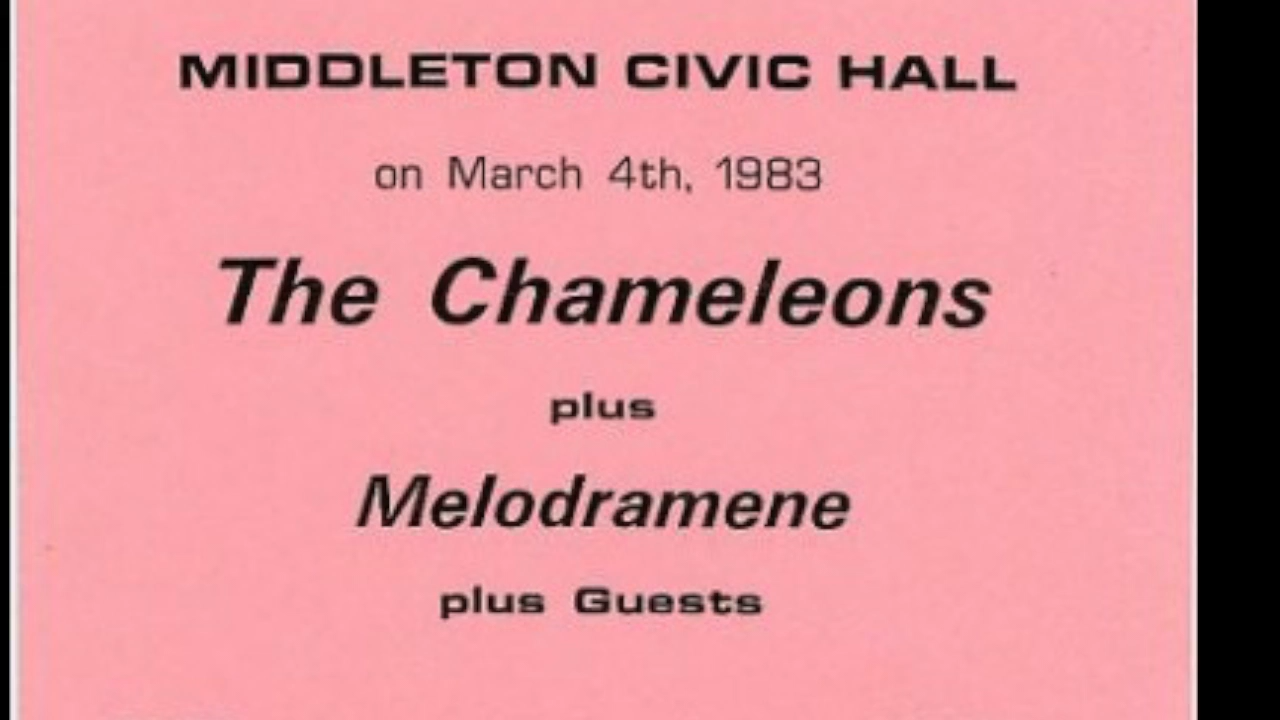 MIDDLETON CIVIC HALL
on March 4th, 1983
The Chameleons
plus
Melodramene
plus Guests